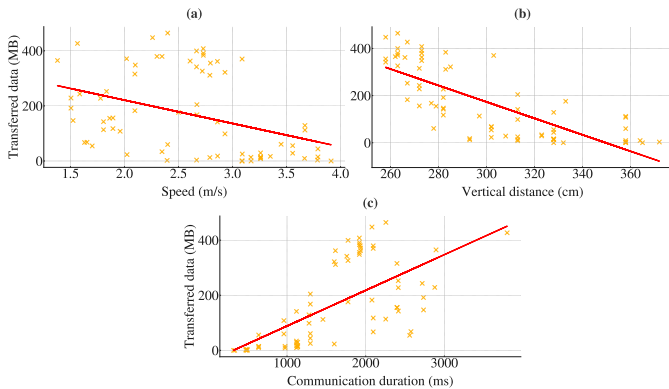 (a)
Transferred data (MB)
400
200
0
1.5 2.0 2.5 3.0 3.5 4.0
Speed (m/s)
(b)
400
200
0
260 280 300 320 340 360
Vertical distance (cm)
(c)
Transferred data (MB)
400
200
0
1000 2000 3000
Communication duration (ms)